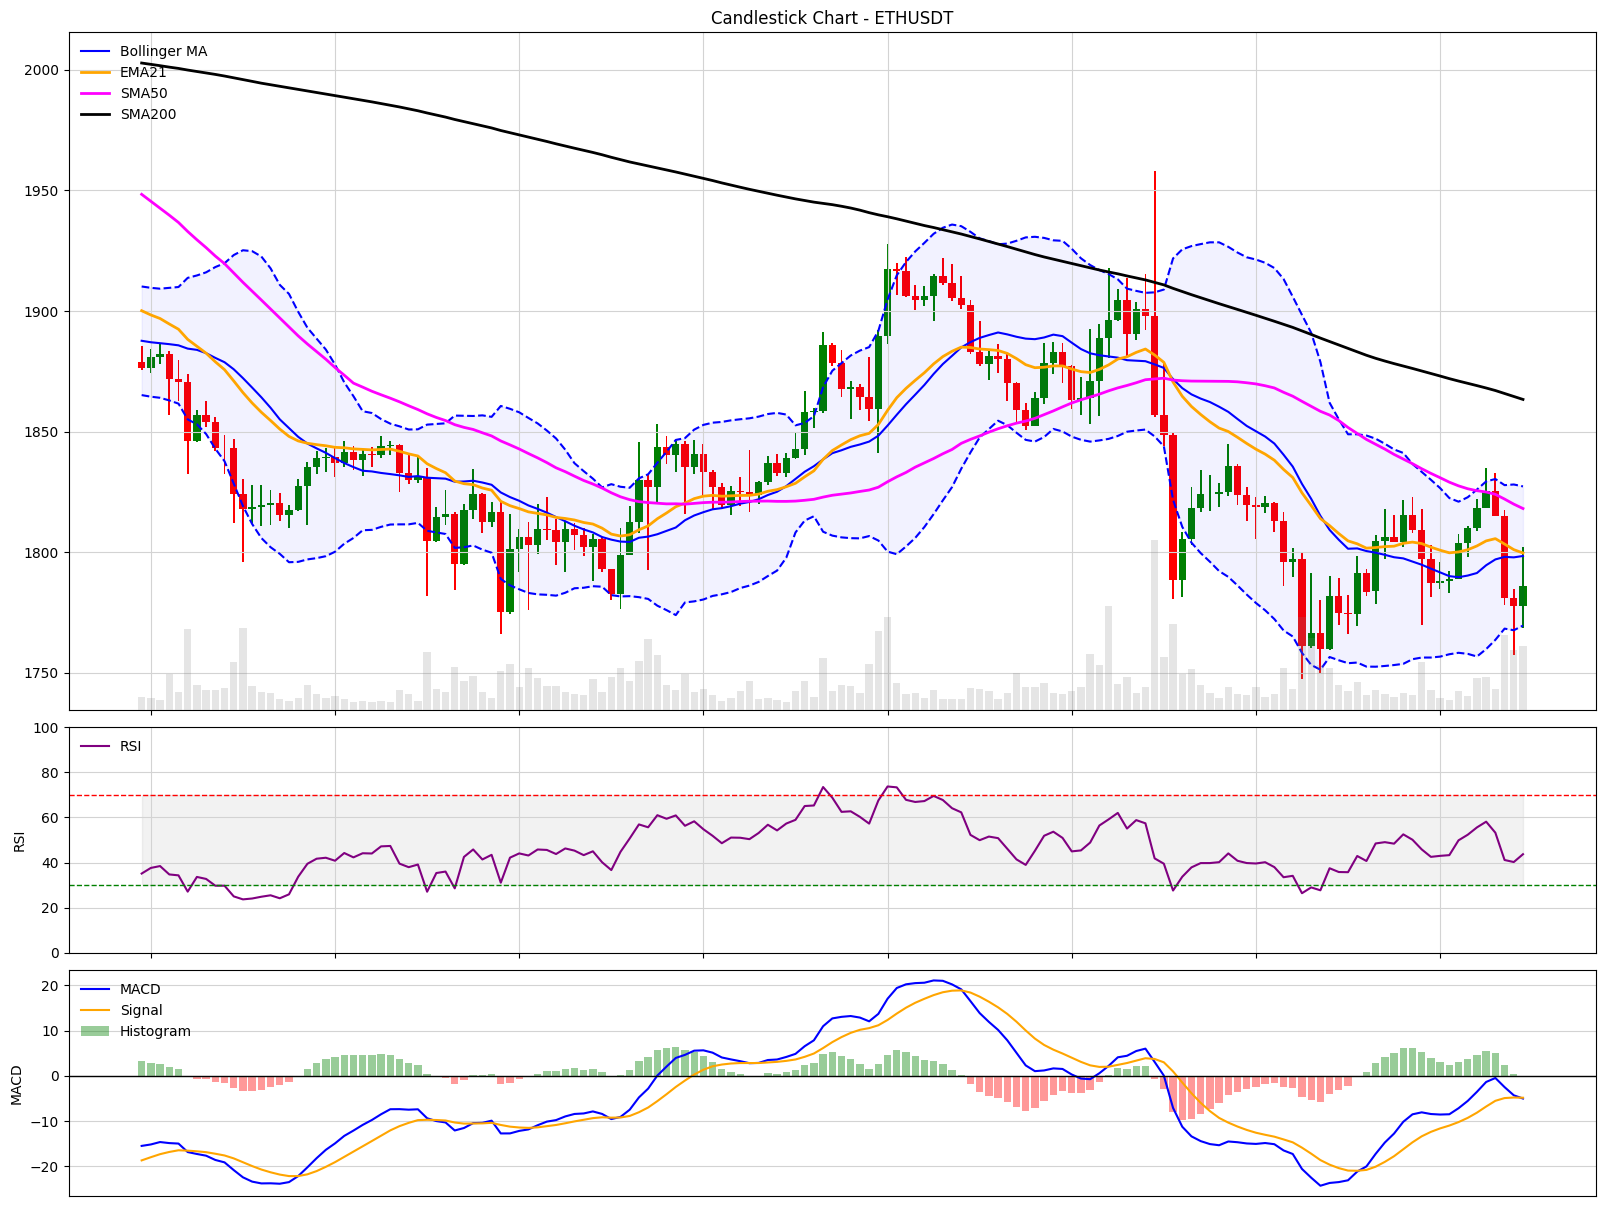 Candlestick Chart - ETHUSDT
Bollinger MA
EMA21
SMA50
SMA200
2000
1950
1900
1850
1800
1750
RSI
100
80
60
40
20
0
RSI
MACD
Signal
Histogram
20
10
0
−10
−20
MACD